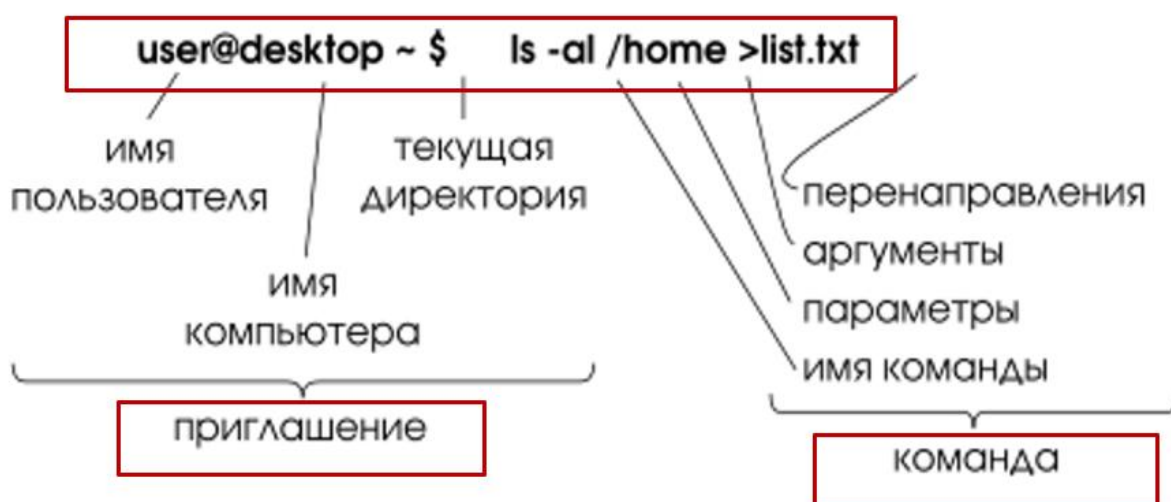 user@desktop ~ $ ls -al /home >list.txt
имя
пользователя
текущая
директория
имя
компьютера
приглашение
перенаправления
аргументы
параметры
имя команды
команда